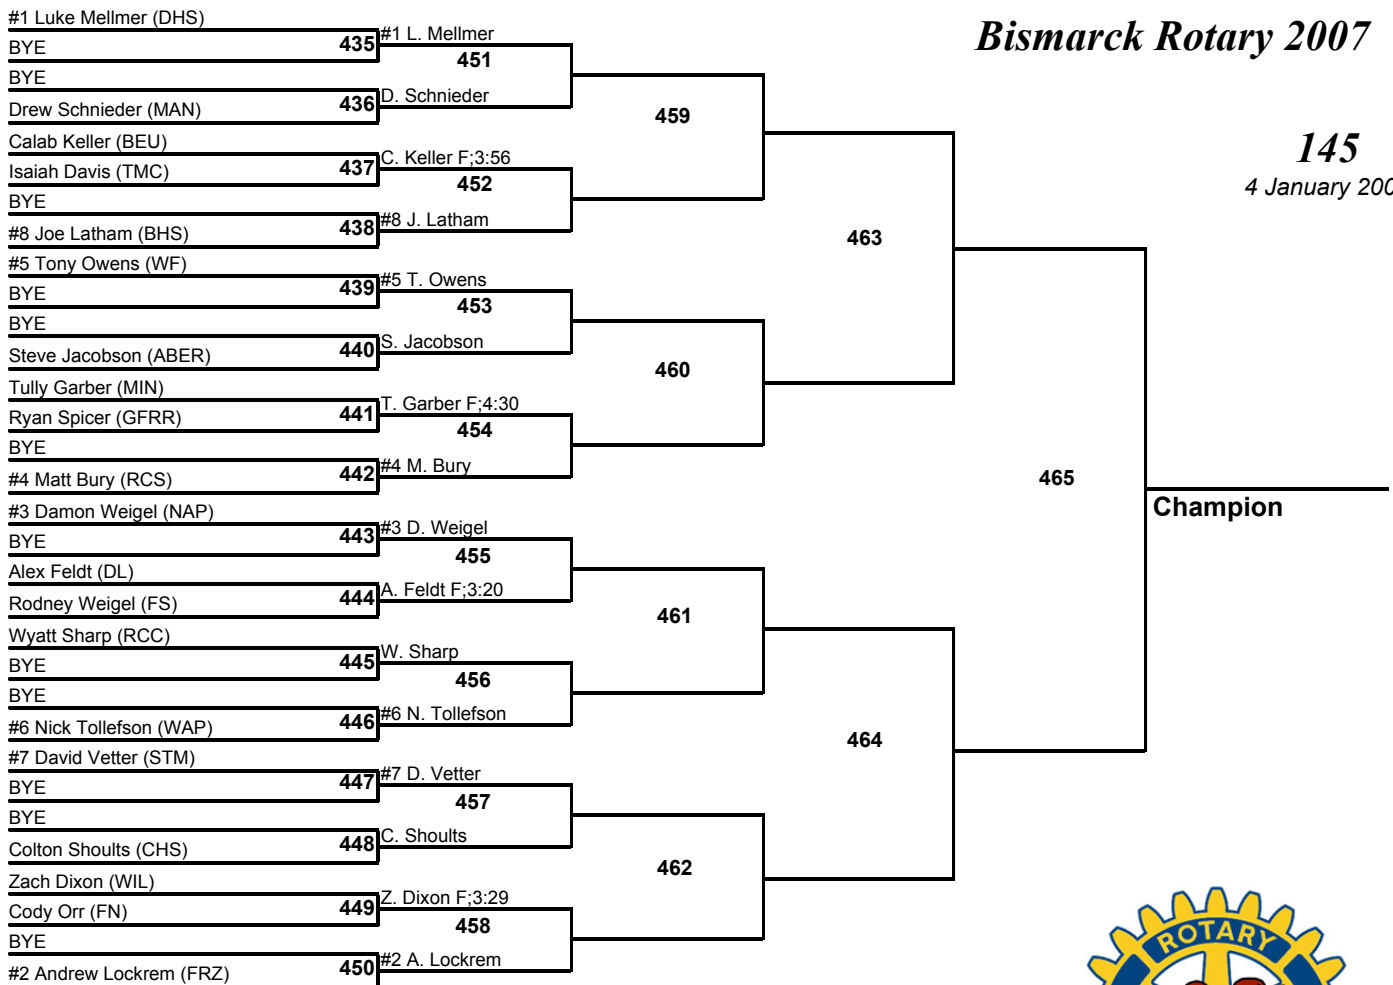 #1 Luke Mellmer (DHS)
BYE
435
#1 L. Mellmer
451
BYE
Drew Schnieder (MAN)
436
D. Schnieder
459
Calab Keller (BEU)
Isaiah Davis (TMC)
437
C. Keller F;3:56
452
BYE
#8 Joe Latham (BHS)
438
#8 J. Latham
463
#5 Tony Owens (WF)
BYE
439
#5 T. Owens
453
BYE
Steve Jacobson (ABER)
440
S. Jacobson
460
Tully Garber (MIN)
Ryan Spicer (GFRR)
441
T. Garber F;4:30
454
BYE
#4 Matt Bury (RCS)
442
#4 M. Bury
465
Champion
#3 Damon Weigel (NAP)
BYE
443
#3 D. Weigel
455
Alex Feldt (DL)
Rodney Weigel (FS)
444
A. Feldt F;3:20
461
Wyatt Sharp (RCC)
BYE
445
W. Sharp
456
BYE
#6 Nick Tollefson (WAP)
446
#6 N. Tollefson
464
#7 David Vetter (STM)
BYE
447
#7 D. Vetter
457
BYE
Colton Shoults (CHS)
448
C. Shoults
462
Zach Dixon (WIL)
Cody Orr (FN)
449
Z. Dixon F;3:29
458
BYE
#2 Andrew Lockrem (FRZ)
450
#2 A. Lockrem
Bismarck Rotary 2007
145
4 January 200
ROTARY